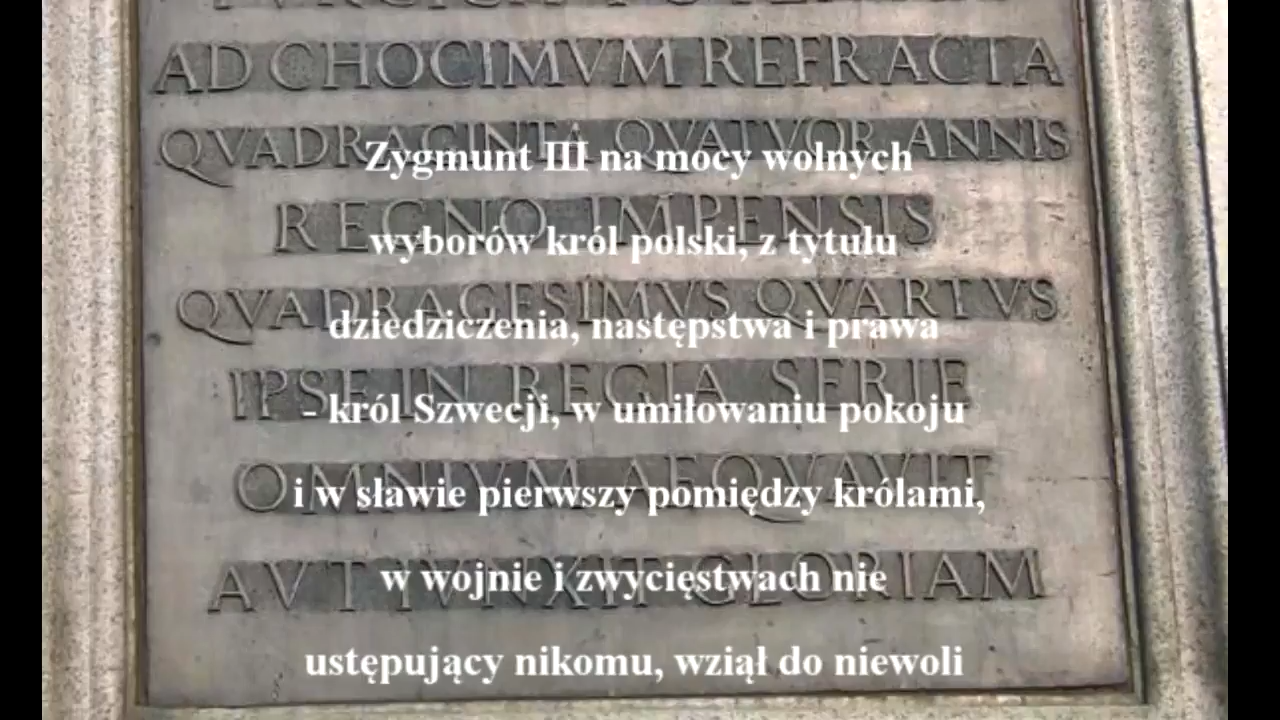 AD CHOCIMVM REFRACTA
QVADRAGINTA QVATVOR ANNIS
Zygmunt III na mocy wolnych
REGNO IMPENSIS
wyborów król polski, z tytułu
QVADRAGESIMVS QVARTVS
dziedziczenia, następstwa i prawa
IPSE IN REGIA SERIE
- król Szwecji, w umiłowaniu pokoju
OMNIVM AEQVAVIT
i w sławie pierwszy pomiędzy królami,
AVT IVNXIT GLORIAM
w wojnie i zwycięstwach nie
ustępujący nikomu, wziął do niewoli